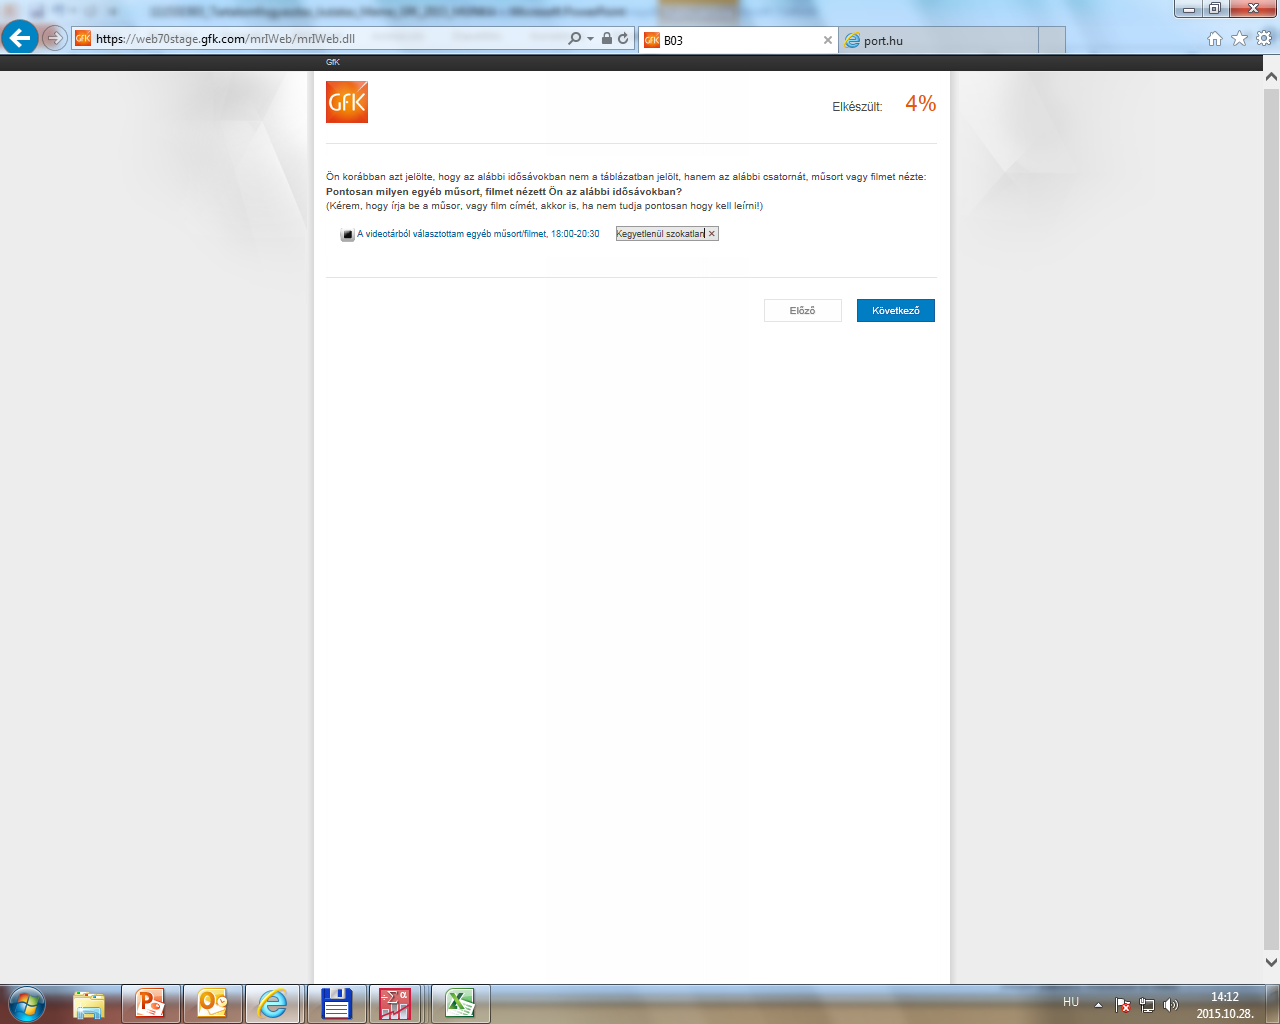 https://web70stage.gfk.com/mrIWeb/mrIWeb.dll
GfK B03
port.hu
GfK
GfK
Elkészült: 4%
Ön korábban azt jelölte, hogy az alábbi idősávokban nem a táblázatban jelölt, hanem az alábbi csatornát, műsort vagy filmet nézte:
Pontosan milyen egyéb műsort, filmet nézett Ön az alábbi idősávokban?
(Kérem, hogy írja be a műsor, vagy film címét, akkor is, ha nem tudja pontosan hogy kell leírni!)
A videotárból választottam egyéb műsort/filmet, 18:00-20:30 Kegyetlenül szokatlan
Előző Következő
HU
14:12
2015.10.28.